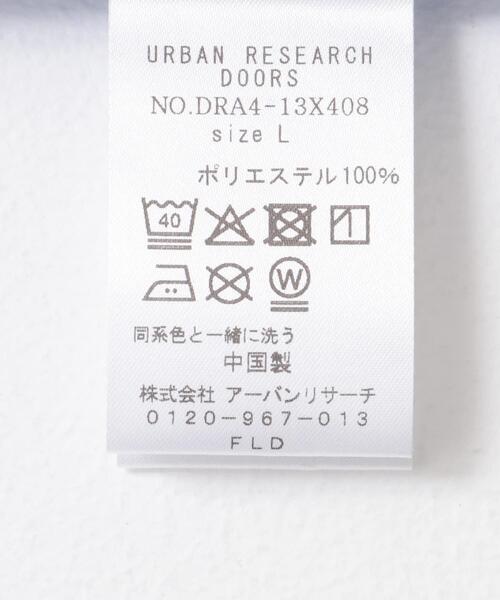 URBAN RESEARCH
DOORS
NO.DRA4-13X408
size L
ポリエステル100%
40
W
同系色と一緒に洗う
中国製
株式会社 アーバンリサーチ
0120-967-013
FLD